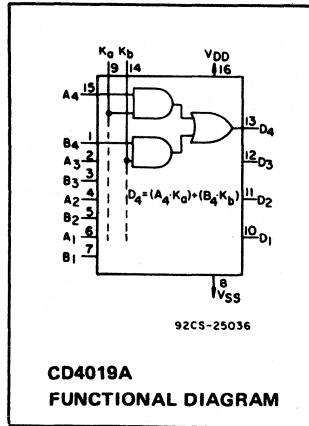 Ka Kb
9 14
VDD
16
15
A4
13
D4
1
B4
2
A3
12
D3
3
B3
4
A2
D4=(A4·Ka)+(B4·Kb)
11
D2
5
B2
6
A1
10
D1
7
B1
8
VSS
92CS-25036
CD4019A
FUNCTIONAL DIAGRAM